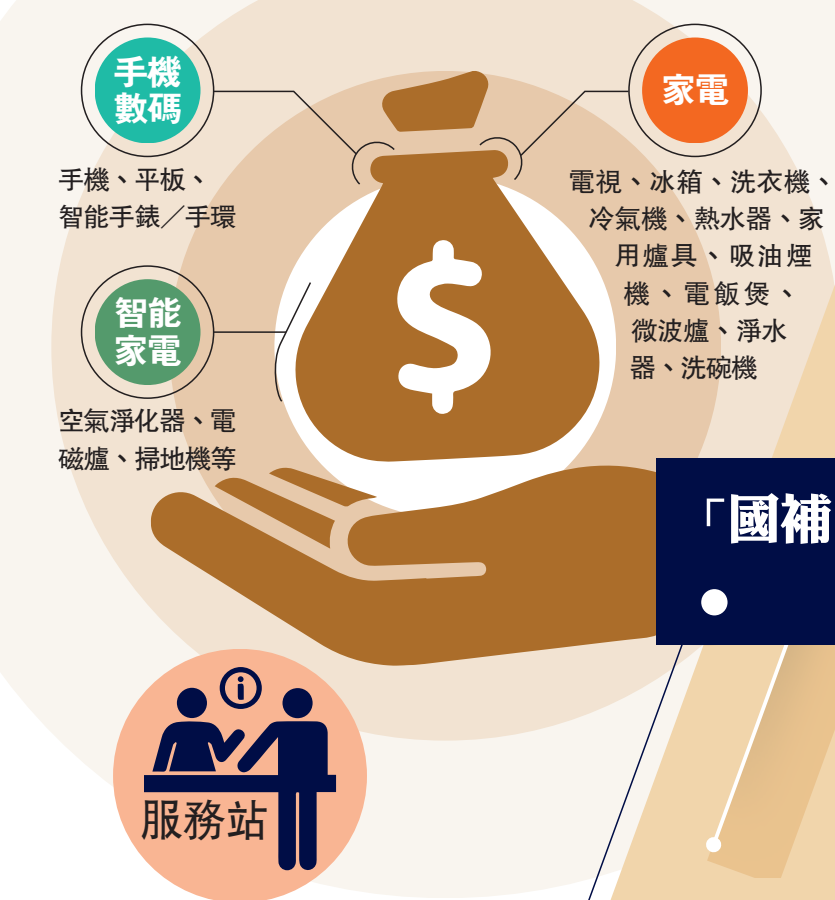 手機
數碼
手機、平板、
智能手錶／手環
智能
家電
空氣淨化器、電
磁爐、掃地機等
家電
電視、冰箱、洗衣機、
冷氣機、熱水器、家
用爐具、吸油煙
機、電飯煲、
微波爐、淨水
器、洗碗機
$
「國補
i
服務站